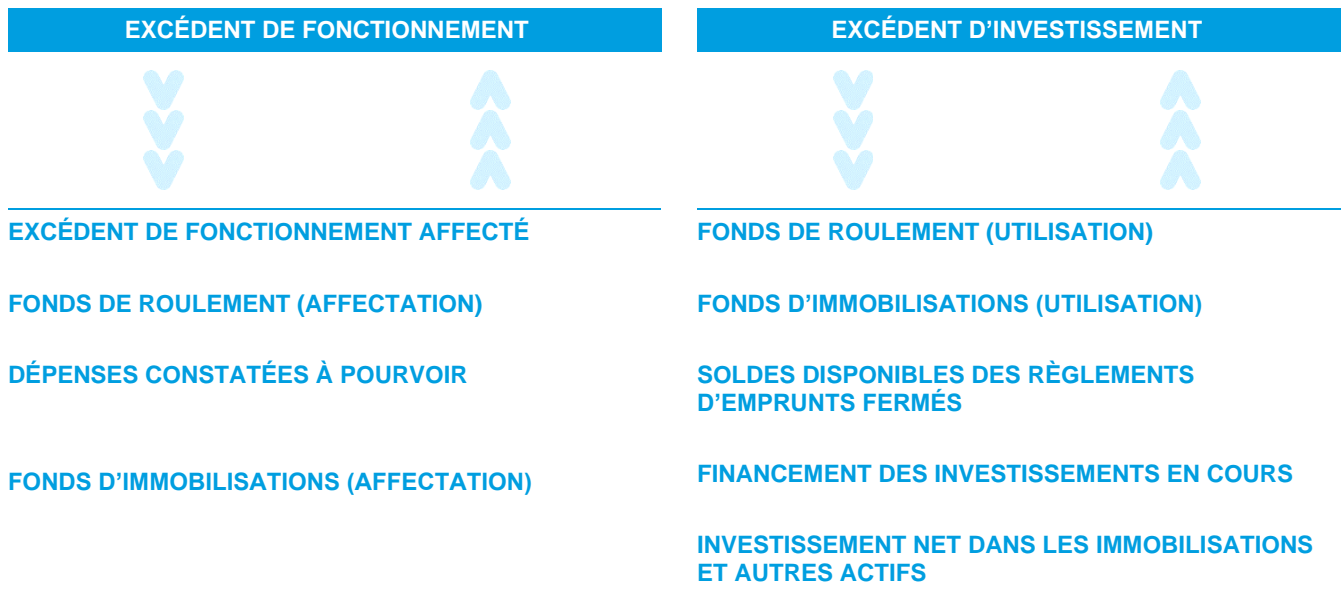 EXCÉDENT DE FONCTIONNEMENT
EXCÉDENT DE FONCTIONNEMENT AFFECTÉ
FONDS DE ROULEMENT (AFFECTATION)
DÉPENSES CONSTATÉES À POURVOIR
FONDS D’IMMOBILISATIONS (AFFECTATION)
EXCÉDENT D’INVESTISSEMENT
FONDS DE ROULEMENT (UTILISATION)
FONDS D’IMMOBILISATIONS (UTILISATION)
SOLDES DISPONIBLES DES RÈGLEMENTS
D’EMPRUNTS FERMÉS
FINANCEMENT DES INVESTISSEMENTS EN COURS
INVESTISSEMENT NET DANS LES IMMOBILISATIONS
ET AUTRES ACTIFS